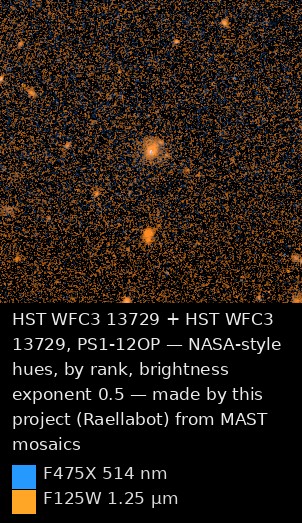 HST WFC3 13729 + HST WFC3
13729, PS1-12OP — NASA-style
hues, by rank, brightness
exponent 0.5 — made by this
project (Raellabot) from MAST
mosaics
F475X 514 nm
F125W 1.25 µm